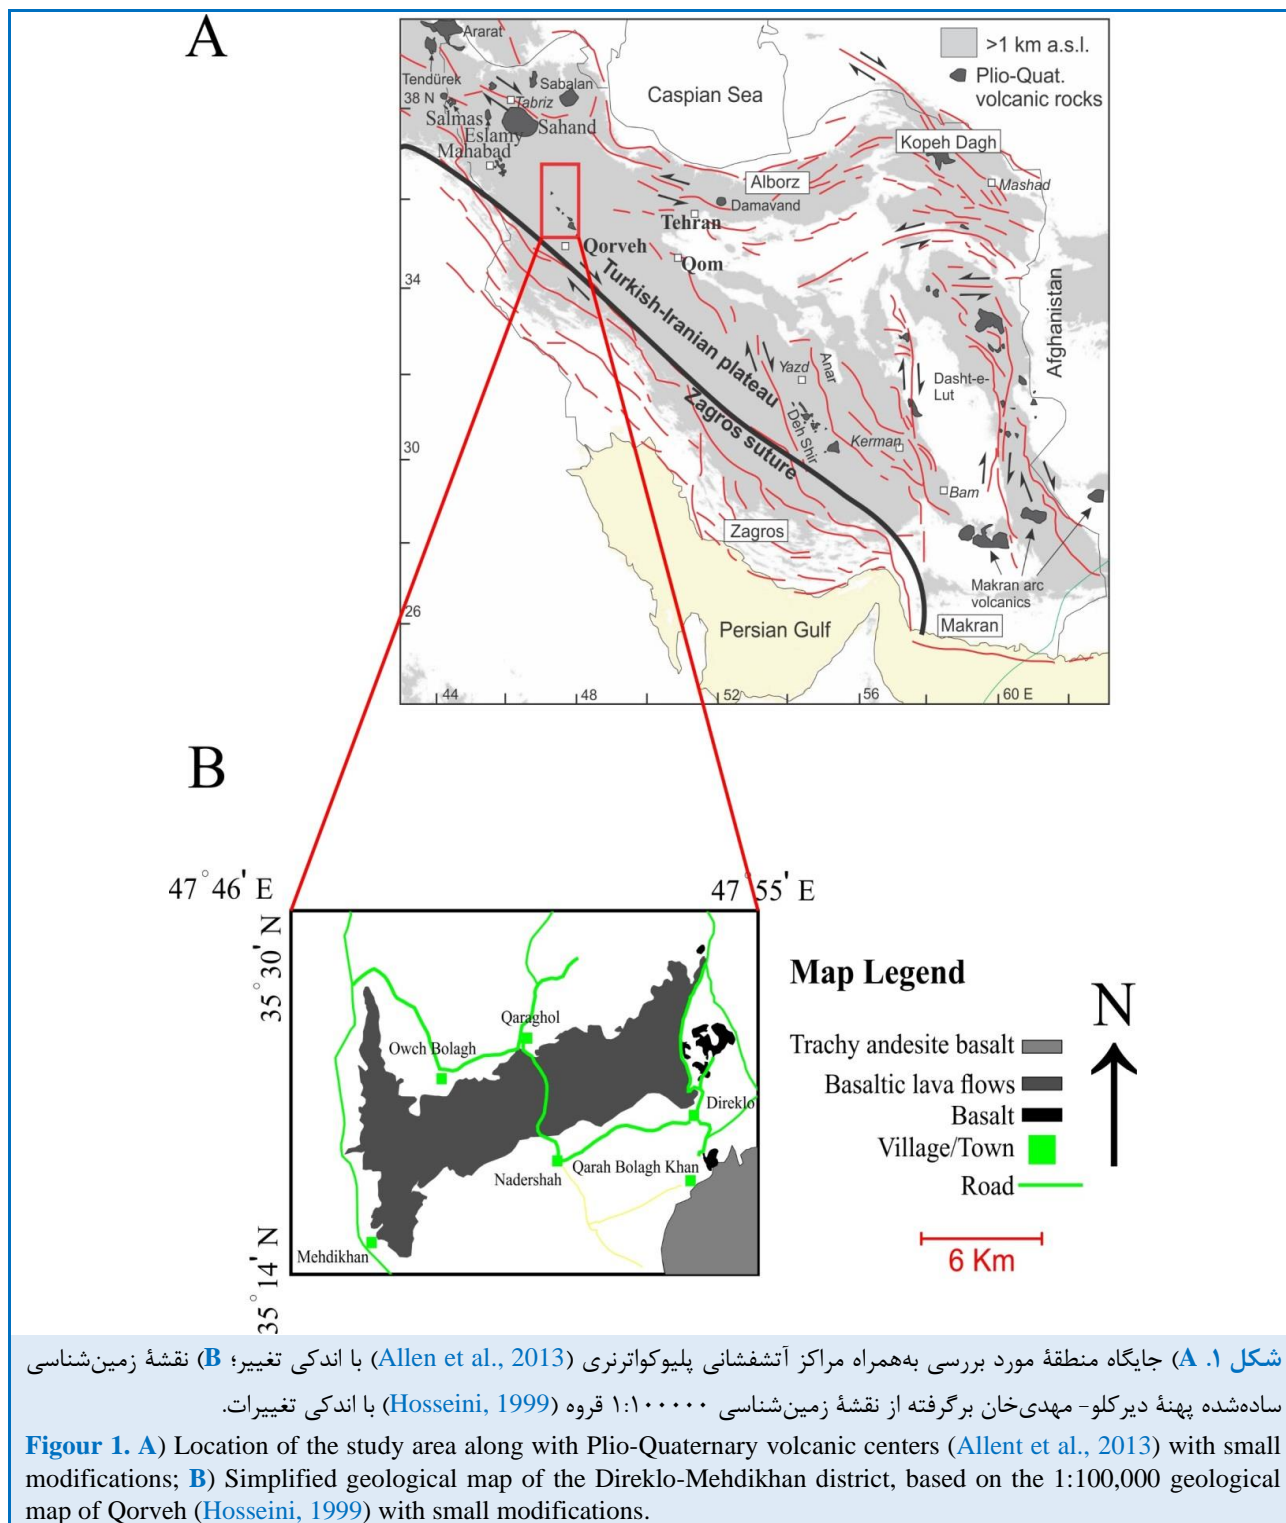 A
Ararat
>1 km a.s.l.
Plio-Quat.
volcanic rocks
Tendürek
38 N
Sabalan
Tabriz
Caspian Sea
Salmas
Sahand
Eslamy
Mahabad
Kopeh Dagh
Mashad
Alborz
Damavand
Tehran
Qorveh
Qom
34
Turkish-Iranian plateau
Afghanistan
Yazd
Anar
Dasht-e-
Lut
Zagros suture
Deh Shir
Kerman
30
Bam
Zagros
Makran arc
volcanics
26
Persian Gulf
Makran
44
48
52
56
60 E
B
47° 46' E
47° 55' E
35° 30' N
35° 14' N
Qaraghol
Owch Bolagh
Direklo
Qarah Bolagh Khan
Nadershah
Mehdikhan
Map Legend
N
Trachy andesite basalt
Basaltic lava flows
Basalt
Village/Town
Road
6 Km
شکل ۱. A) جایگاه منطقهٔ مورد بررسی به‌همراه مراکز آتشفشانی پلیوکواترنری (Allen et al., 2013) با اندکی تغییر؛ B) نقشهٔ زمین‌شناسی
ساده‌شده پهنهٔ دیرکلو- مهدی‌خان برگرفته از نقشهٔ زمین‌شناسی ۱:۱۰۰۰۰۰ قروه (Hosseini, 1999) با اندکی تغییرات.
Figour 1. A) Location of the study area along with Plio-Quaternary volcanic centers (Allent et al., 2013) with small
modifications; B) Simplified geological map of the Direklo-Mehdikhan district, based on the 1:100,000 geological
map of Qorveh (Hosseini, 1999) with small modifications.